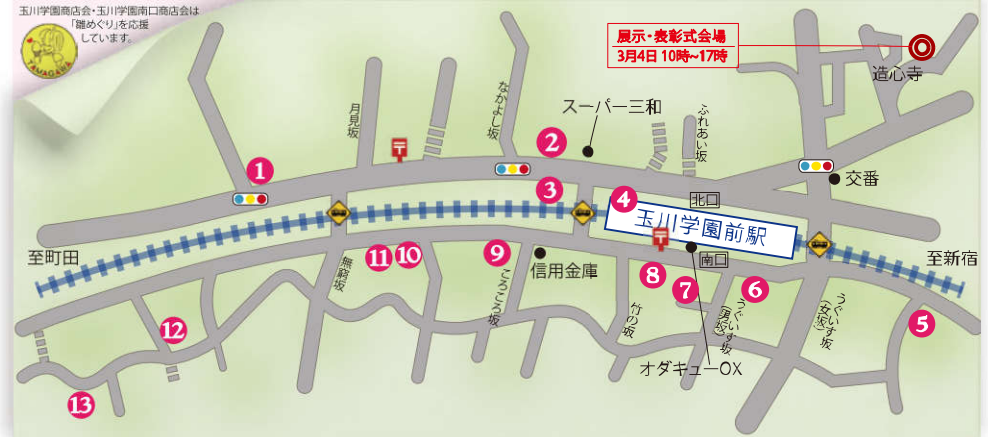 玉川学園商店会・玉川学園南口商店会は
「雛めぐり」を応援
しています。
TAMAGAWA
展示・表彰式会場
3月4日 10時~17時
造心寺
月見坂
なかよし坂
スーパー三和
ふれあい坂
交番
1
2
3
4
北口
玉川学園前駅
南口
〒
〒
至町田
至新宿
無窮坂
11
10
9
ころころ坂
信用金庫
8
7
6
5
竹の坂
うぐいす坂
(男坂)
うぐいす坂
(女坂)
オダキューOX
12
13